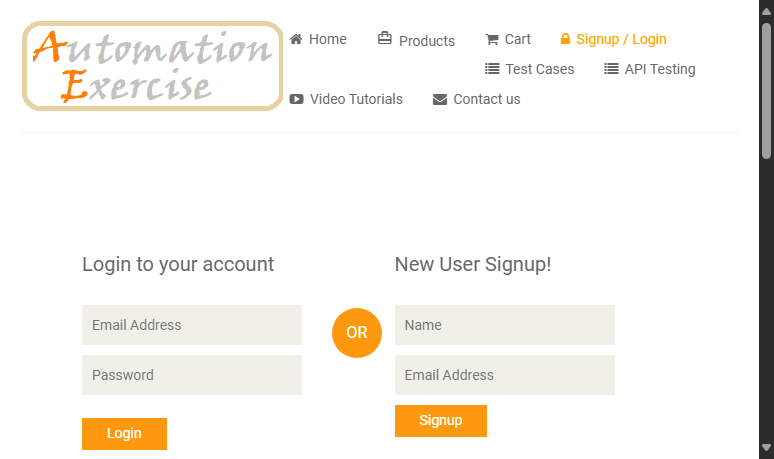 Automation
Exercise
Home
Products
Cart
Signup / Login
Test Cases
API Testing
Video Tutorials
Contact us
Login to your account
Email Address
Password
Login
OR
New User Signup!
Name
Email Address
Signup